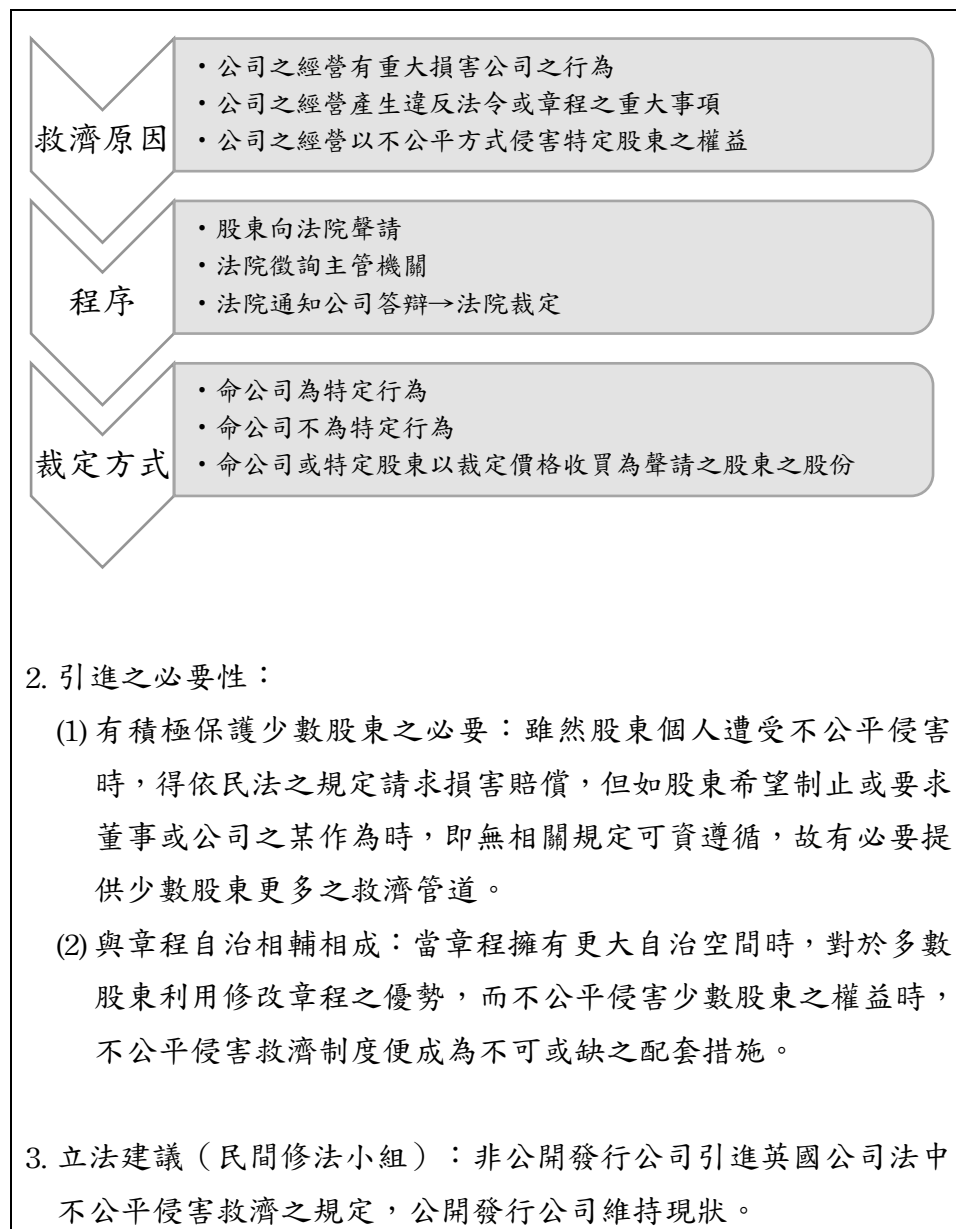 救濟原因
・公司之經營有重大損害公司之行為
・公司之經營產生違反法令或章程之重大事項
・公司之經營以不公平方式侵害特定股東之權益
程序
・股東向法院聲請
・法院徵詢主管機關
・法院通知公司答辯→法院裁定
裁定方式
・命公司為特定行為
・命公司不為特定行為
・命公司或特定股東以裁定價格收買為聲請之股東之股份
2. 引進之必要性：
(1) 有積極保護少數股東之必要：雖然股東個人遭受不公平侵害
時，得依民法之規定請求損害賠償，但如股東希望制止或要求
董事或公司之某作為時，即無相關規定可資遵循，故有必要提
供少數股東更多之救濟管道。
(2) 與章程自治相輔相成：當章程擁有更大自治空間時，對於多數
股東利用修改章程之優勢，而不公平侵害少數股東之權益時，
不公平侵害救濟制度便成為不可或缺之配套措施。
3. 立法建議（民間修法小組）：非公開發行公司引進英國公司法中
不公平侵害救濟之規定，公開發行公司維持現狀。